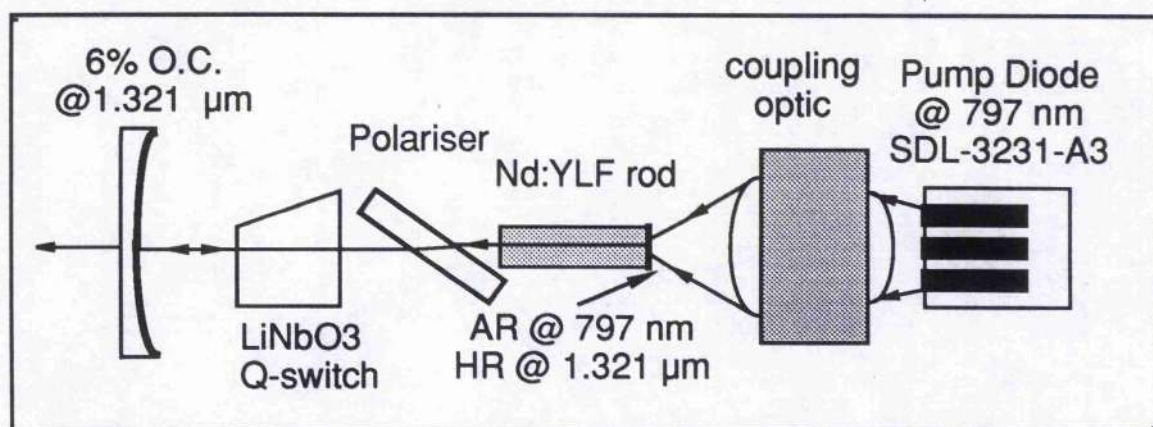 6% O.C.
@1.321 µm
Polariser
Nd:YLF rod
coupling
optic
Pump Diode
@ 797 nm
SDL-3231-A3
LiNbO3
Q-switch
AR @ 797 nm
HR @ 1.321 µm